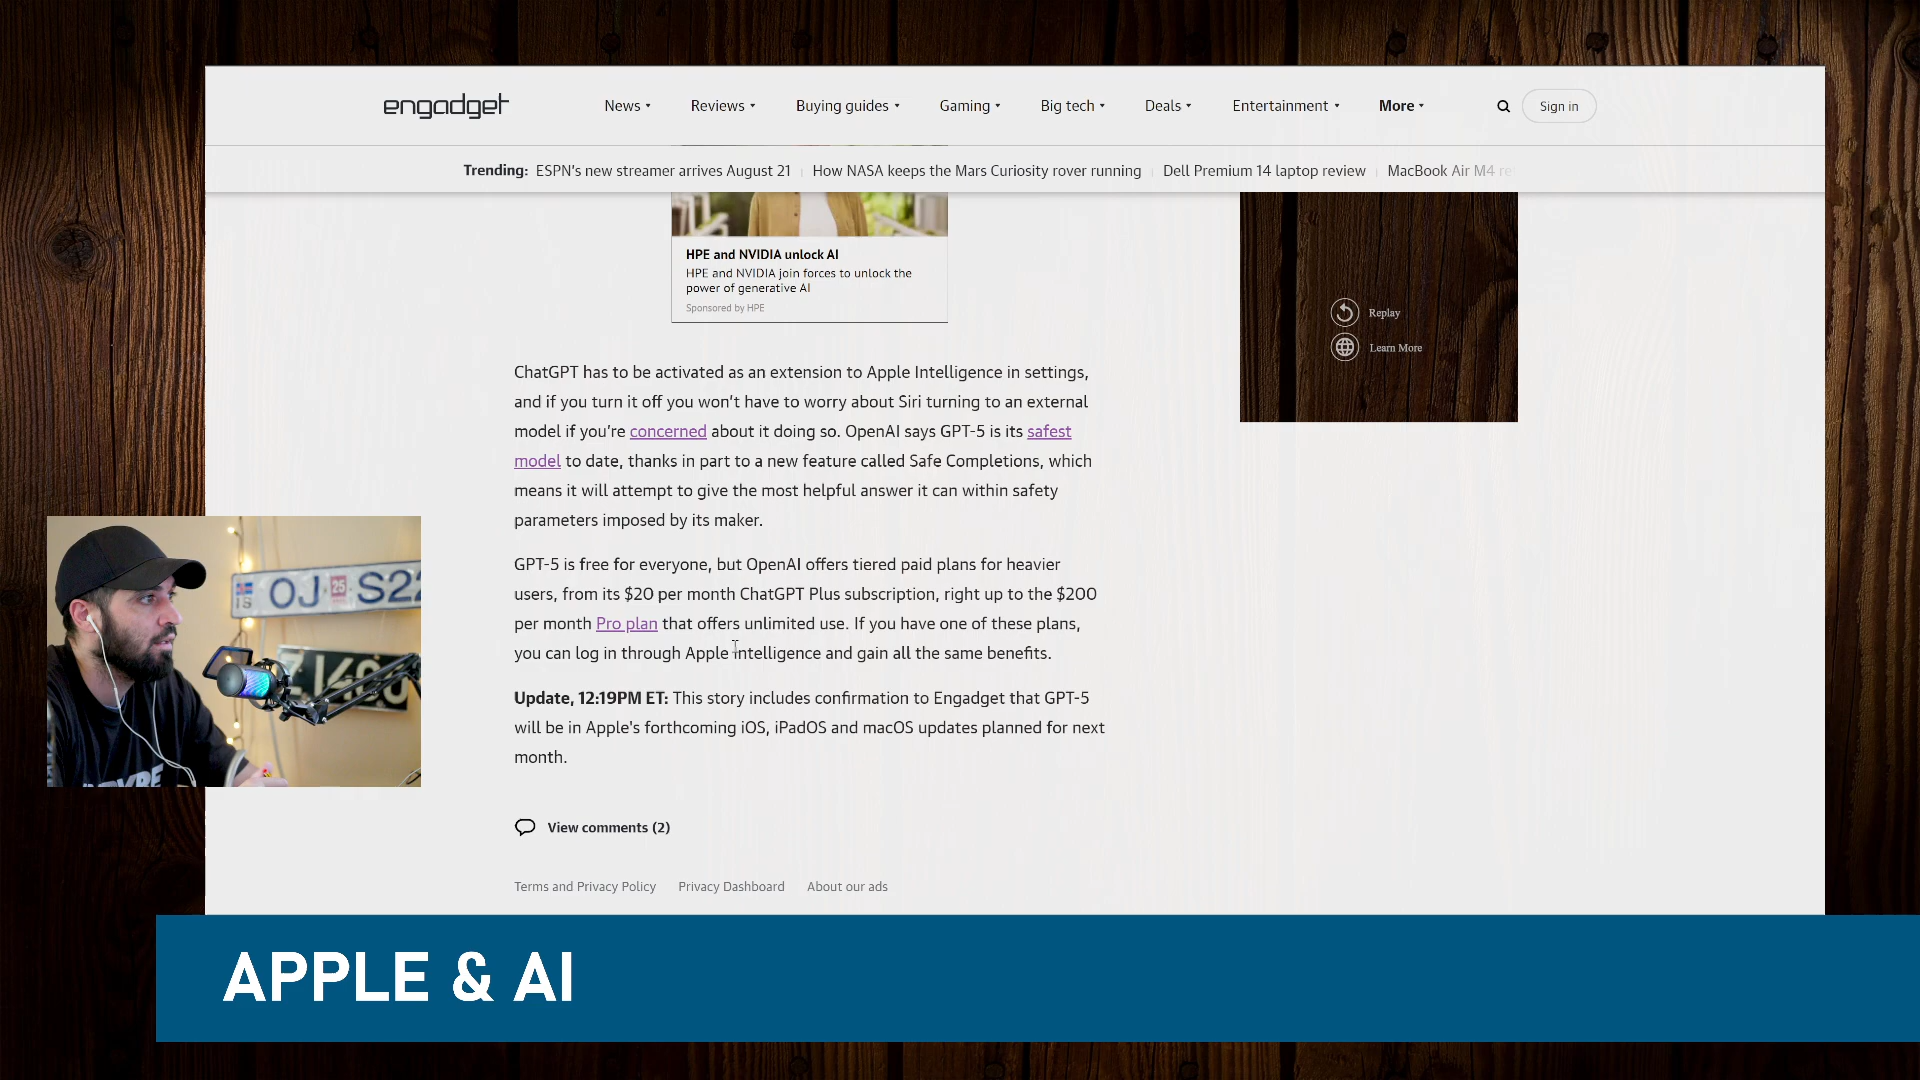 engadget
News
Reviews
Buying guides
Gaming
Big tech
Deals
Entertainment
More
Sign in
Trending: ESPN's new streamer arrives August 21
How NASA keeps the Mars Curiosity rover running
Dell Premium 14 laptop review
MacBook Air M4
HPE and NVIDIA unlock AI
HPE and NVIDIA join forces to unlock the
power of generative AI
Sponsored by HPE
Replay
Learn More
ChatGPT has to be activated as an extension to Apple Intelligence in settings,
and if you turn it off you won't have to worry about Siri turning to an external
model if you're concerned about it doing so. OpenAI says GPT-5 is its safest
model to date, thanks in part to a new feature called Safe Completions, which
means it will attempt to give the most helpful answer it can within safety
parameters imposed by its maker.
GPT-5 is free for everyone, but OpenAI offers tiered paid plans for heavier
users, from its $20 per month ChatGPT Plus subscription, right up to the $200
per month Pro plan that offers unlimited use. If you have one of these plans,
you can log in through Apple Intelligence and gain all the same benefits.
Update, 12:19PM ET: This story includes confirmation to Engadget that GPT-5
will be in Apple's forthcoming iOS, iPadOS and macOS updates planned for next
month.
View comments (2)
Terms and Privacy Policy
Privacy Dashboard
About our ads
IS OJ 25 S22
APPLE & AI